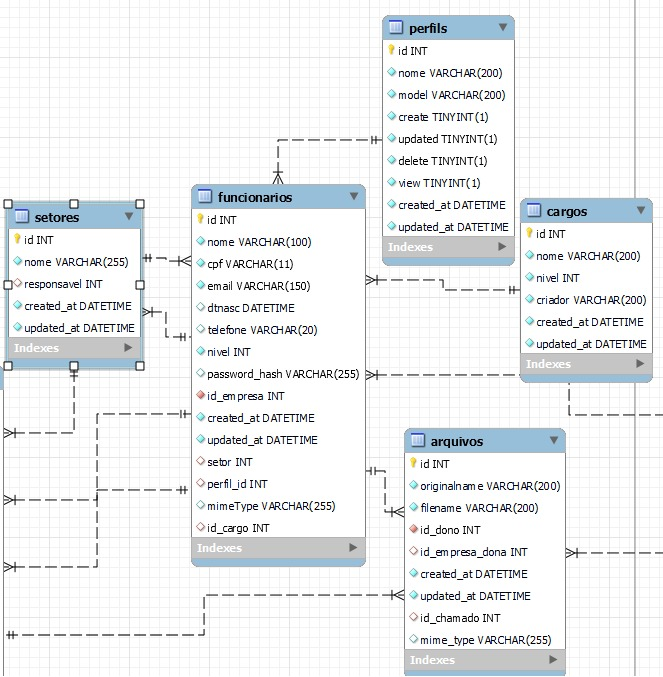 perfils
id INT
nome VARCHAR(200)
model VARCHAR(200)
create TINYINT(1)
updated TINYINT(1)
delete TINYINT(1)
view TINYINT(1)
created_at DATETIME
updated_at DATETIME
Indexes
setores
id INT
nome VARCHAR(255)
responsavel INT
created_at DATETIME
updated_at DATETIME
Indexes
funcionarios
id INT
nome VARCHAR(100)
cpf VARCHAR(11)
email VARCHAR(150)
dtnasc DATETIME
telefone VARCHAR(20)
nivel INT
password_hash VARCHAR(255)
id_empresa INT
created_at DATETIME
updated_at DATETIME
setor INT
perfil_id INT
mimeType VARCHAR(255)
id_cargo INT
Indexes
cargos
id INT
nome VARCHAR(200)
nivel INT
criador VARCHAR(200)
created_at DATETIME
updated_at DATETIME
Indexes
arquivos
id INT
originalname VARCHAR(200)
filename VARCHAR(200)
id_dono INT
id_empresa_dona INT
created_at DATETIME
updated_at DATETIME
id_chamado INT
mime_type VARCHAR(255)
Indexes